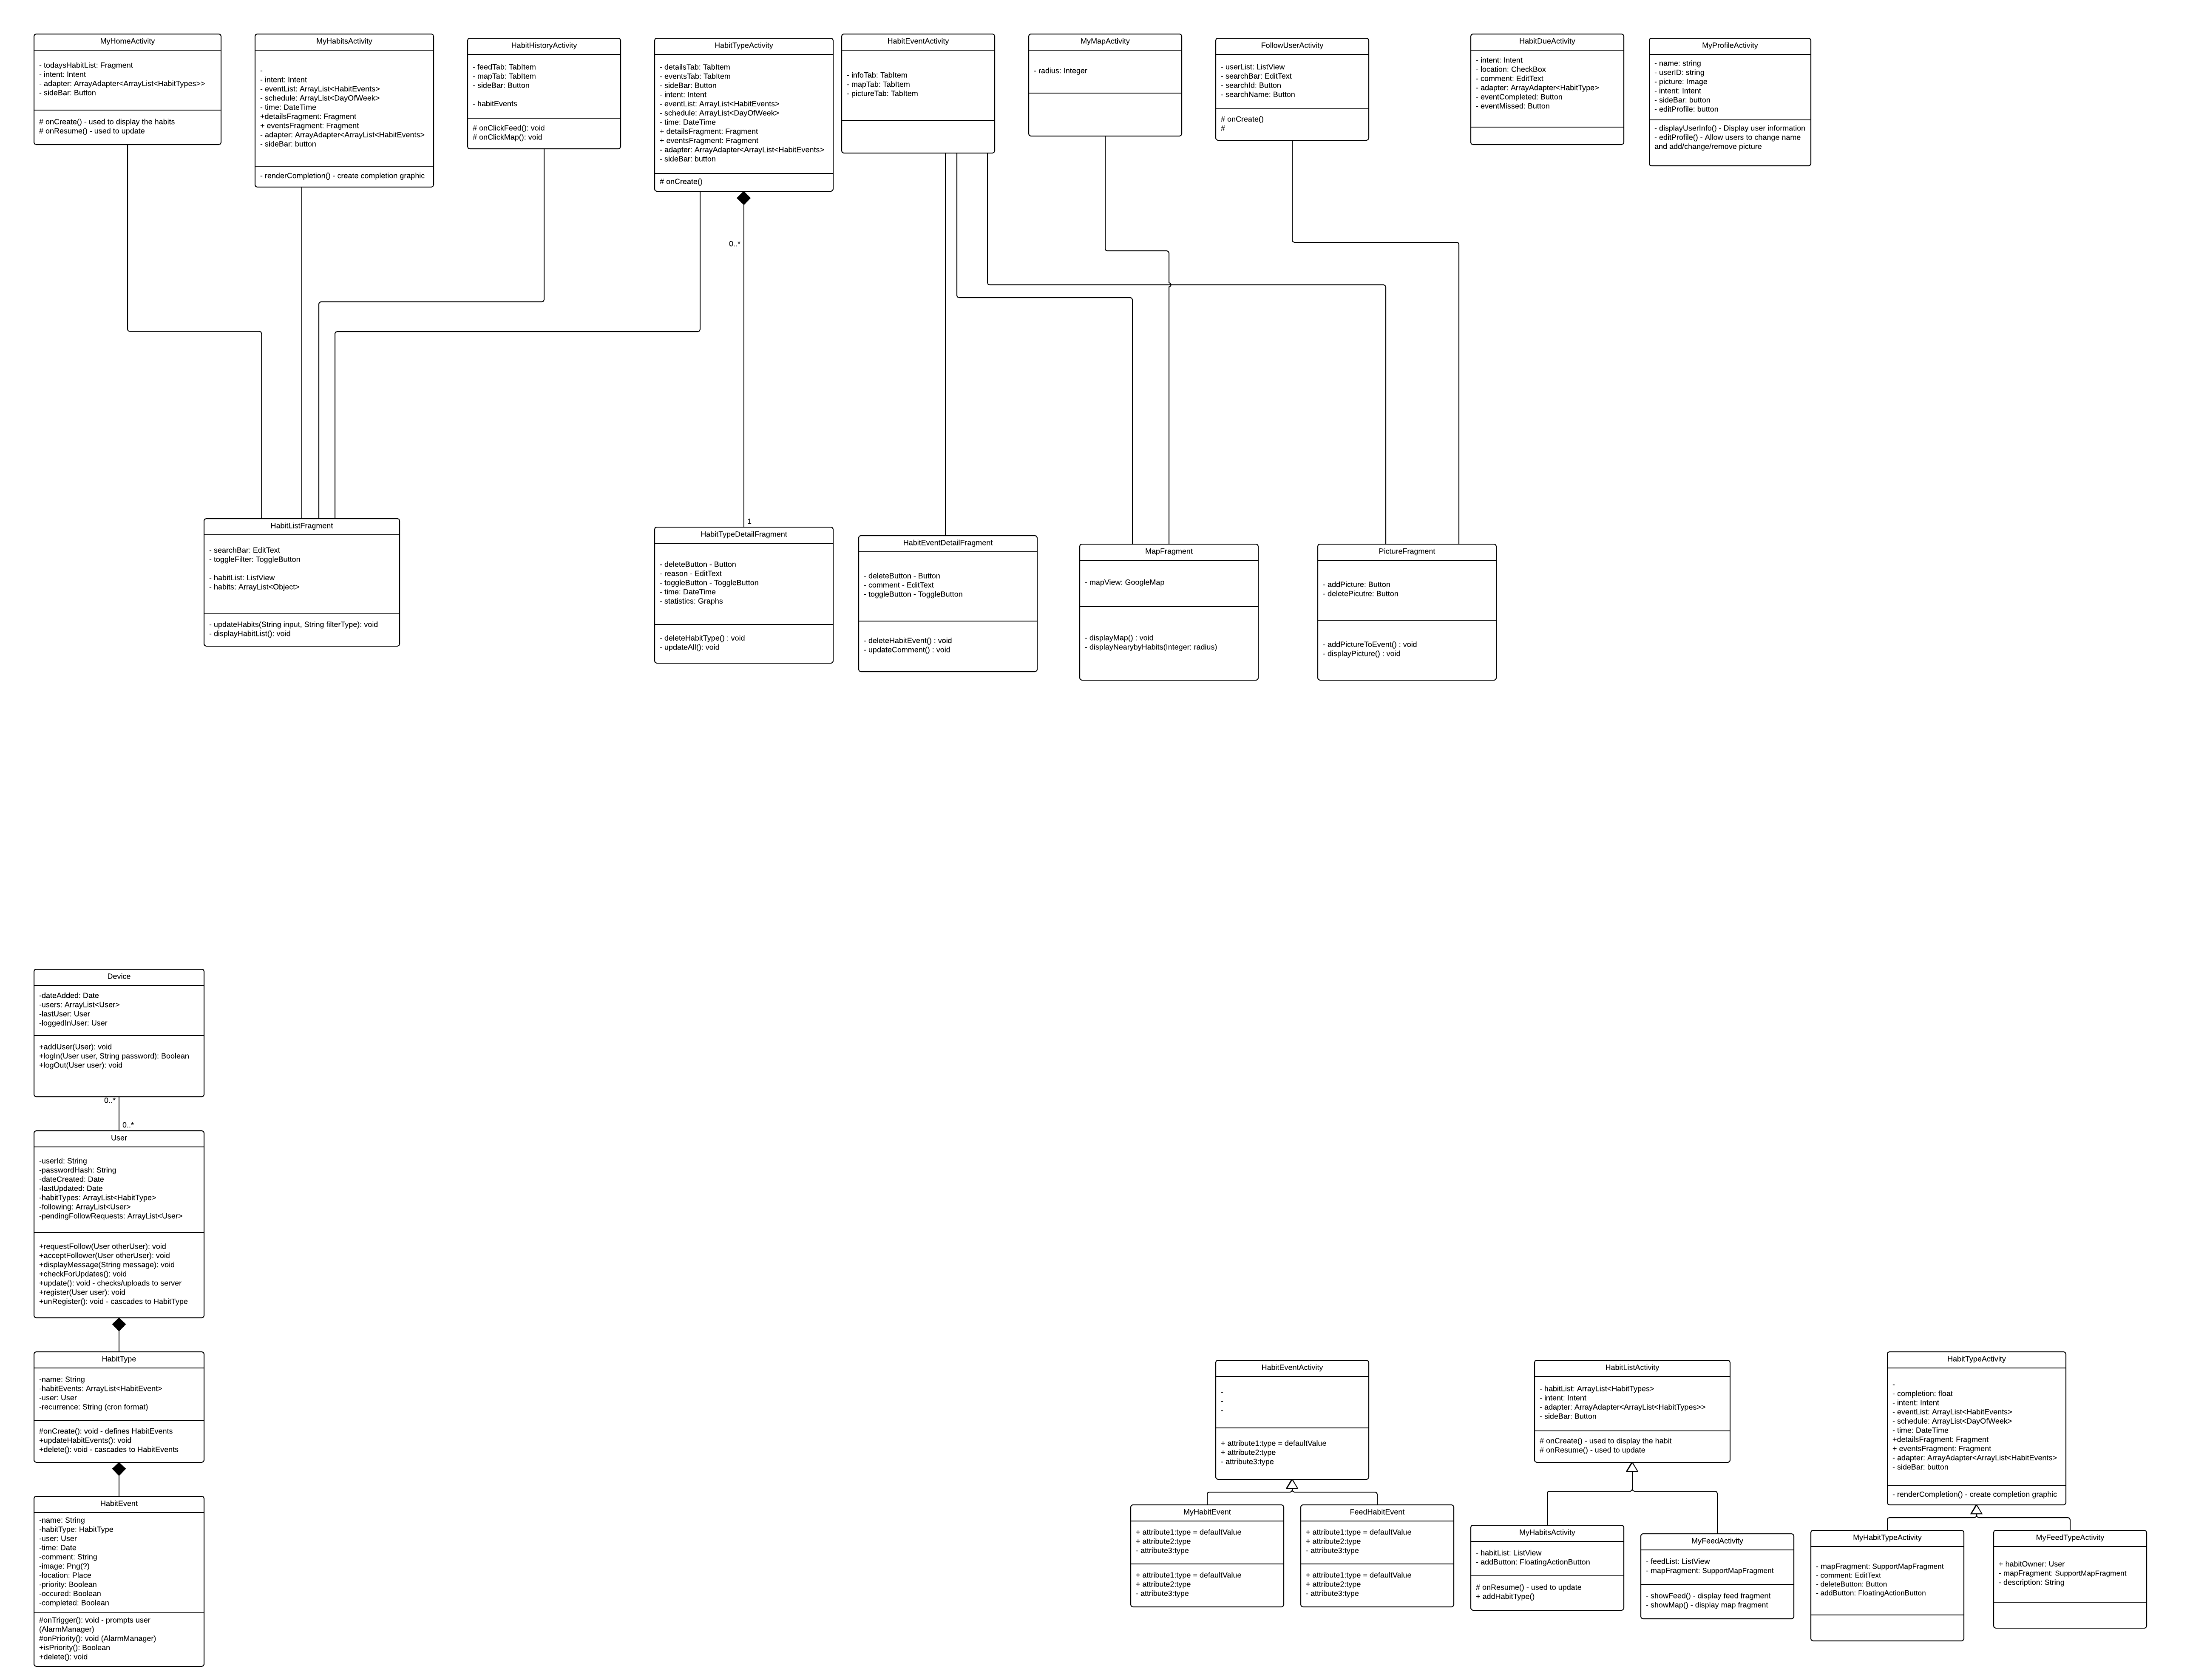 MyHomeActivity
- todaysHabitList: Fragment
- intent: Intent
- adapter: ArrayAdapter<ArrayList<HabitTypes>>
- sideBar: Button
# onCreate() - used to display the habits
# onResume() - used to update
MyHabitsActivity
-
- intent: Intent
- eventList: ArrayList<HabitEvents>
- schedule: ArrayList<DayOfWeek>
- time: DateTime
+detailsFragment: Fragment
+ eventsFragment: Fragment
- adapter: ArrayAdapter<ArrayList<HabitEvents>
- sideBar: button
- renderCompletion() - create completion graphic
HabitHistoryActivity
- feedTab: TabItem
- mapTab: TabItem
- sideBar: Button
- habitEvents
# onClickFeed(): void
# onClickMap(): void
HabitTypeActivity
- detailsTab: TabItem
- eventsTab: TabItem
- sideBar: Button
- intent: Intent
- eventList: ArrayList<HabitEvents>
- schedule: ArrayList<DayOfWeek>
- time: DateTime
+ detailsFragment: Fragment
+ eventsFragment: Fragment
- adapter: ArrayAdapter<ArrayList<HabitEvents>
- sideBar: button
# onCreate()
HabitEventActivity
- infoTab: TabItem
- mapTab: TabItem
- pictureTab: TabItem
MyMapActivity
- radius: Integer
FollowUserActivity
- userList: ListView
- searchBar: EditText
- searchId: Button
- searchName: Button
# onCreate()
#
HabitDueActivity
- intent: Intent
- location: CheckBox
- comment: EditText
- adapter: ArrayAdapter<HabitType>
- eventCompleted: Button
- eventMissed: Button
MyProfileActivity
- name: string
- userID: string
- picture: Image
- intent: Intent
- sideBar: button
- editProfile: button
- displayUserInfo() - Display user information
- editProfile() - Allow users to change name
and add/change/remove picture
0..*
1
HabitListFragment
- searchBar: EditText
- toggleFilter: ToggleButton
- habitList: ListView
- habits: ArrayList<Object>
- updateHabits(String input, String filterType): void
- displayHabitList(): void
HabitTypeDetailFragment
- deleteButton - Button
- reason - EditText
- toggleButton - ToggleButton
- time: DateTime
- statistics: Graphs
- deleteHabitType() : void
- updateAll(): void
HabitEventDetailFragment
- deleteButton - Button
- comment - EditText
- toggleButton - ToggleButton
- deleteHabitEvent() : void
- updateComment() : void
MapFragment
- mapView: GoogleMap
- displayMap() : void
- displayNearybyHabits(Integer: radius)
PictureFragment
- addPicture: Button
- deletePicutre: Button
- addPictureToEvent() : void
- displayPicture() : void
Device
-dateAdded: Date
-users: ArrayList<User>
-lastUser: User
-loggedInUser: User
+addUser(User): void
+logIn(User user, String password): Boolean
+logOut(User user): void
0..*
0..*
User
-userId: String
-passwordHash: String
-dateCreated: Date
-lastUpdated: Date
-habitTypes: ArrayList<HabitType>
-following: ArrayList<User>
-pendingFollowRequests: ArrayList<User>
+requestFollow(User otherUser): void
+acceptFollower(User otherUser): void
+displayMessage(String message): void
+checkForUpdates(): void
+update(): void - checks/uploads to server
+register(User user): void
+unRegister(): void - cascades to HabitType
HabitType
-name: String
-habitEvents: ArrayList<HabitEvent>
-user: User
-recurrence: String (cron format)
#onCreate(): void - defines HabitEvents
+updateHabitEvents(): void
+delete(): void - cascades to HabitEvents
HabitEvent
-name: String
-habitType: HabitType
-user: User
-time: Date
-comment: String
-image: Png(?)
-location: Place
-priority: Boolean
-occured: Boolean
-completed: Boolean
#onTrigger(): void - prompts user
(AlarmManager)
#onPriority(): void (AlarmManager)
+isPriority(): Boolean
+delete(): void
HabitEventActivity
-
-
-
+ attribute1:type = defaultValue
+ attribute2:type
- attribute3:type
MyHabitEvent
+ attribute1:type = defaultValue
+ attribute2:type
- attribute3:type
+ attribute1:type = defaultValue
+ attribute2:type
- attribute3:type
FeedHabitEvent
+ attribute1:type = defaultValue
+ attribute2:type
- attribute3:type
+ attribute1:type = defaultValue
+ attribute2:type
- attribute3:type
HabitListActivity
- habitList: ArrayList<HabitTypes>
- intent: Intent
- adapter: ArrayAdapter<ArrayList<HabitTypes>>
- sideBar: Button
# onCreate() - used to display the habit
# onResume() - used to update
MyHabitsActivity
- habitList: ListView
- addButton: FloatingActionButton
# onResume() - used to update
+ addHabitType()
MyFeedActivity
- feedList: ListView
- mapFragment: SupportMapFragment
- showFeed() - display feed fragment
- showMap() - display map fragment
HabitTypeActivity
-
- completion: float
- intent: Intent
- eventList: ArrayList<HabitEvents>
- schedule: ArrayList<DayOfWeek>
- time: DateTime
+detailsFragment: Fragment
+ eventsFragment: Fragment
- adapter: ArrayAdapter<ArrayList<HabitEvents>
- sideBar: button
- renderCompletion() - create completion graphic
MyHabitTypeActivity
- mapFragment: SupportMapFragment
- comment: EditText
- deleteButton: Button
- addButton: FloatingActionButton
MyFeedTypeActivity
+ habitOwner: User
- mapFragment: SupportMapFragment
- description: String